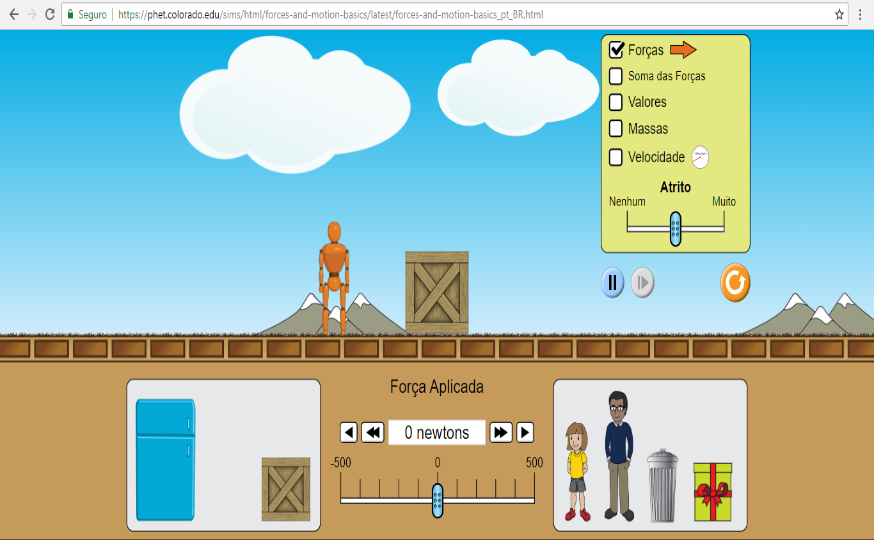 Seguro
https://phet.colorado.edu/sims/html/forces-and-motion-basics/latest/forces-and-motion-basics_pt_BR.html
Forças
Soma das Forças
Valores
Massas
Velocidade
Atrito
Nenhum Muito
Força Aplicada
0 newtons
-500 0 500